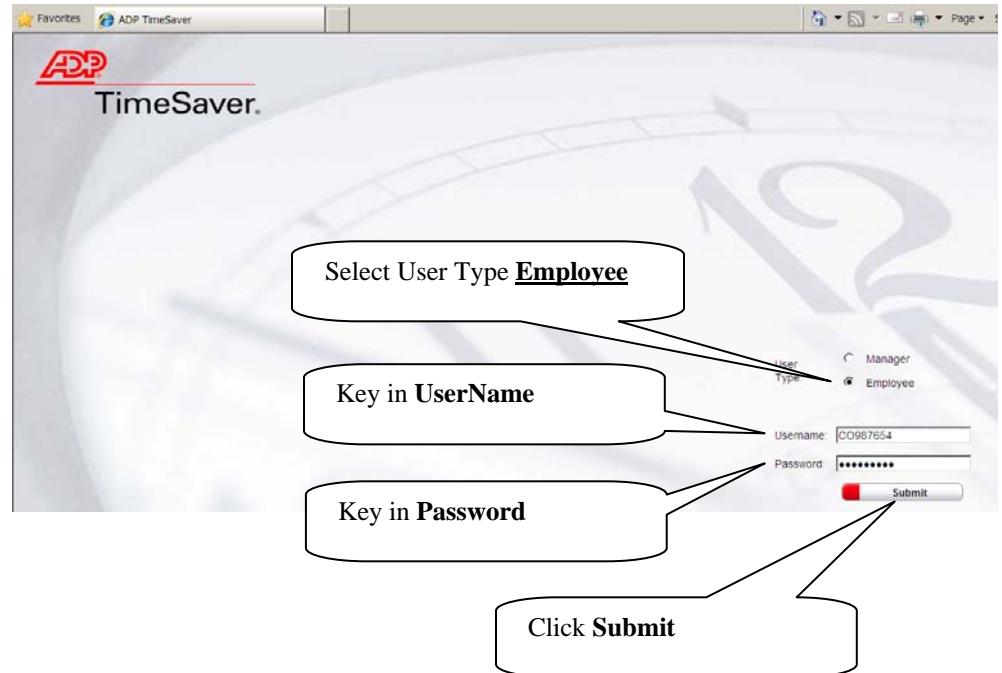 Favorites ADP TimeSaver Page
ADP
TimeSaver.
12
Select User Type Employee
User Type: Manager
Employee
Key in UserName
Username: CO987654
Password: •••••••••
Submit
Key in Password
Click Submit